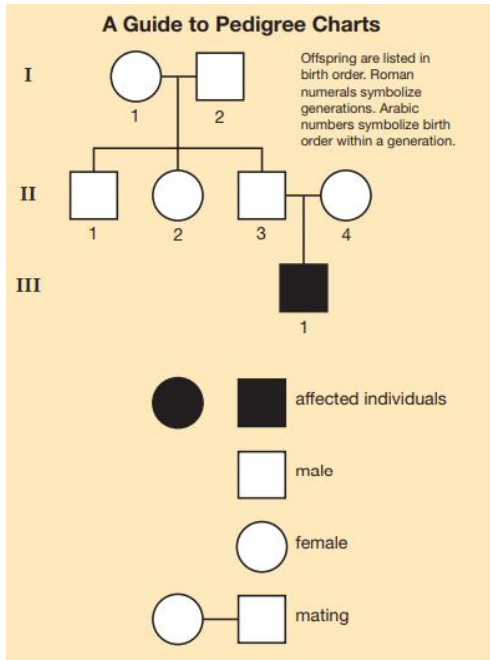 A Guide to Pedigree Charts
Offspring are listed in
birth order. Roman
numerals symbolize
generations. Arabic
numbers symbolize birth
order within a generation.
I
1 2
II
1 2 3 4
III
1
affected individuals
male
female
mating